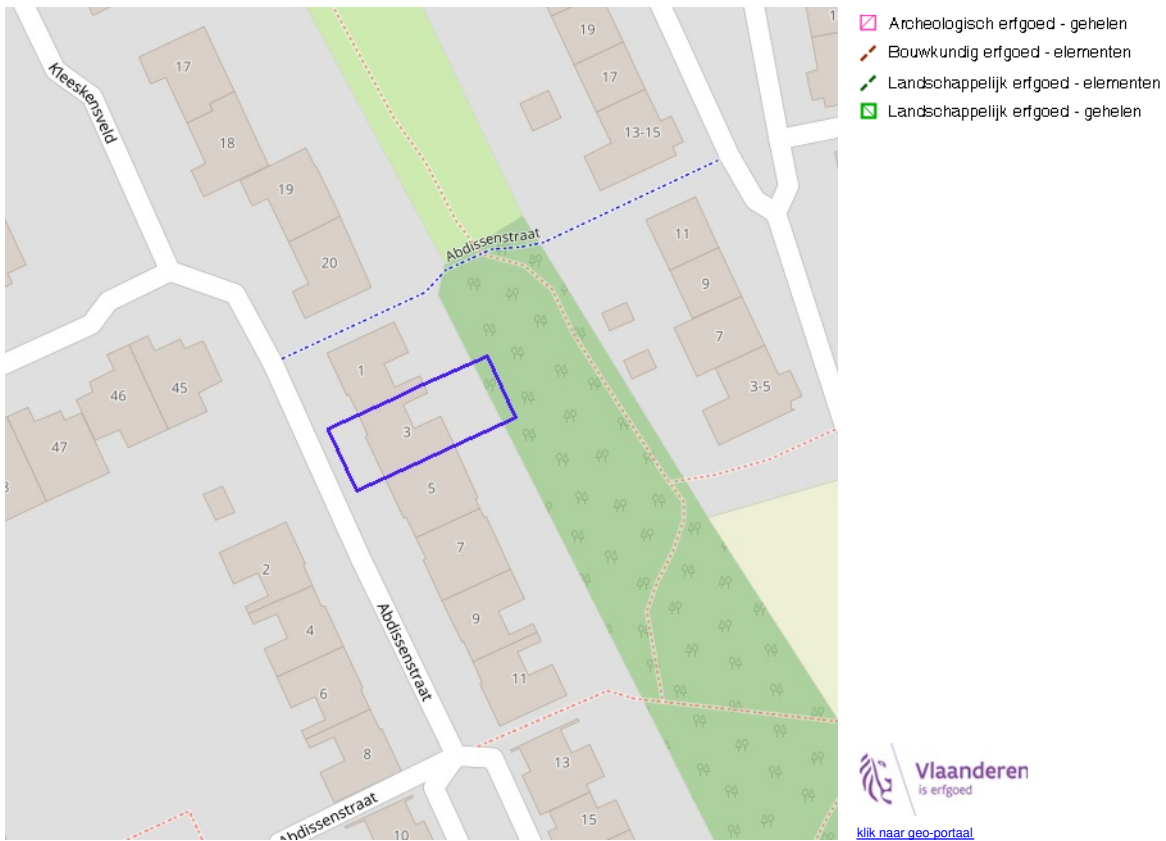 Kleeskensveld
17
18
19
20
19
17
13-15
1
Abdissenstraat
11
9
7
3-5
1
3
5
7
9
11
46
45
47
3
2
4
6
8
Abdissenstraat
13
15
Abdissenstraat
10
Archeologisch erfgoed - gehelen
Bouwkundig erfgoed - elementen
Landschappelijk erfgoed - elementen
Landschappelijk erfgoed - gehelen
Vlaanderen
is erfgoed
klik naar geo-portaal